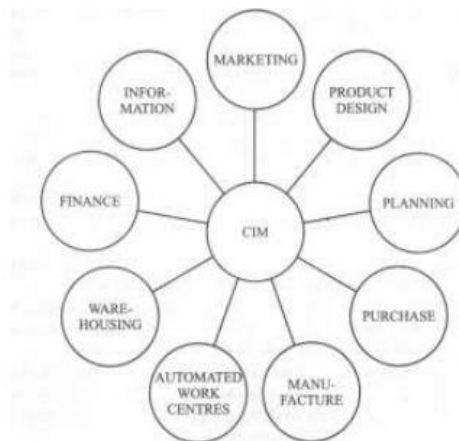 MARKETING
PRODUCT
DESIGN
PLANNING
PURCHASE
MANU-
FACTURE
AUTOMATED
WORK
CENTRES
WARE-
HOUSING
FINANCE
INFOR-
MATION
CIM